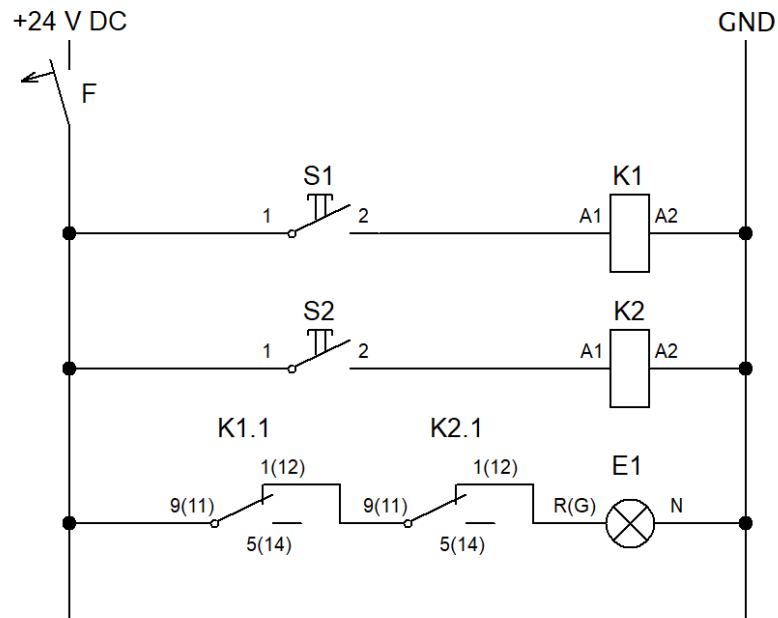 +24 V DC GND
F
S1 K1
1 2 A1 A2
S2 K2
1 2 A1 A2
K1.1 K2.1 E1
1(12) 1(12)
9(11) 9(11) R(G) N
5(14) 5(14)